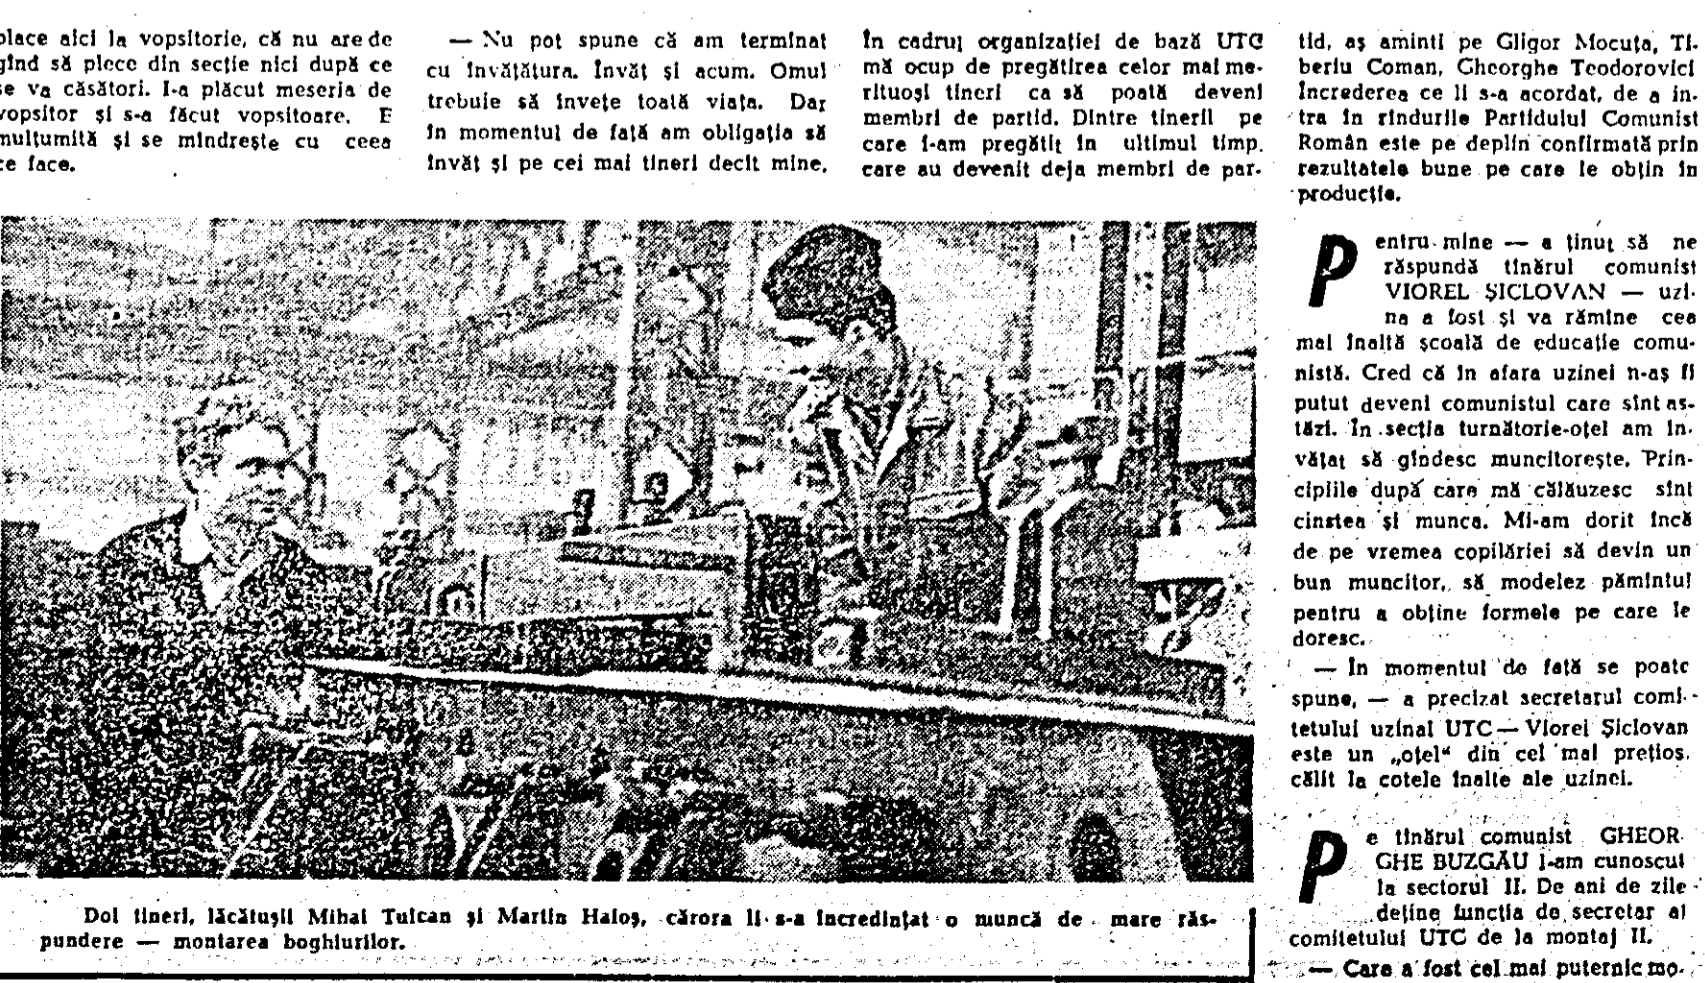 place aici la vopsitorie, că nu are de
gînd să plece din secție nici după ce
se va căsători. I-a plăcut meseria de
vopsitor și s-a făcut vopsitoare. E
mulțumită și se mîndrește cu ceea
ce face.
— Nu pot spune că am terminat
cu învățătura. Învăț și acum. Omul
trebuie să învețe toată viața. Dar
în momentul de față am obligația să
învăț și pe cei mai tineri decît mine.
În cadrul organizației de bază UTC
mă ocup de pregătirea celor mai me-
rituoși tineri ca să poată deveni
membri de partid. Dintre tinerii pe
care i-am pregătit în ultimul timp,
care au devenit deja membri de par-
tid, aș aminti pe Gligor Mocuța, Ti-
beriu Coman, Gheorghe Teodorovici
Încrederea ce li s-a acordat, de a in-
tra în rîndurile Partidului Comunist
Român este pe deplin confirmată prin
rezultatele bune pe care le obțin în
producție.
Pentru mine — a ținut să ne
răspundă tînărul comunist
VIOREL ȘICLOVAN — uzi-
na a fost și va rămîne cea
mai înaltă școală de educație comu-
nistă. Cred că în afara uzinei n-aș fi
putut deveni comunistul care sînt as-
tăzi. În secția turnătorie-oțel am în-
vățat să gîndesc muncitorește. Prin-
cipiile după care mă călăuzesc sînt
cinstea și munca. Mi-am dorit încă
de pe vremea copilăriei să devin un
bun muncitor, să modelez pămîntul
pentru a obține formele pe care le
doresc.
— În momentul de față se poate
spune, — a precizat secretarul comi-
tetului uzinal UTC — Viorel Șiclovan
este un „oțel" din cel mai prețios,
călit la cotele înalte ale uzinei.
Pe tînărul comunist GHEOR
GHE BUZGĂU l-am cunoscut
la sectorul II. De ani de zile
deține funcția de secretar al
comitetului UTC de la montaj II.
— Care a fost cel mai puternic mo-
Doi tineri, lăcătușii Mihai Tulcan și Martin Haloș, cărora li s-a încredințat o muncă de mare răs-
pundere — montarea boghiurilor.